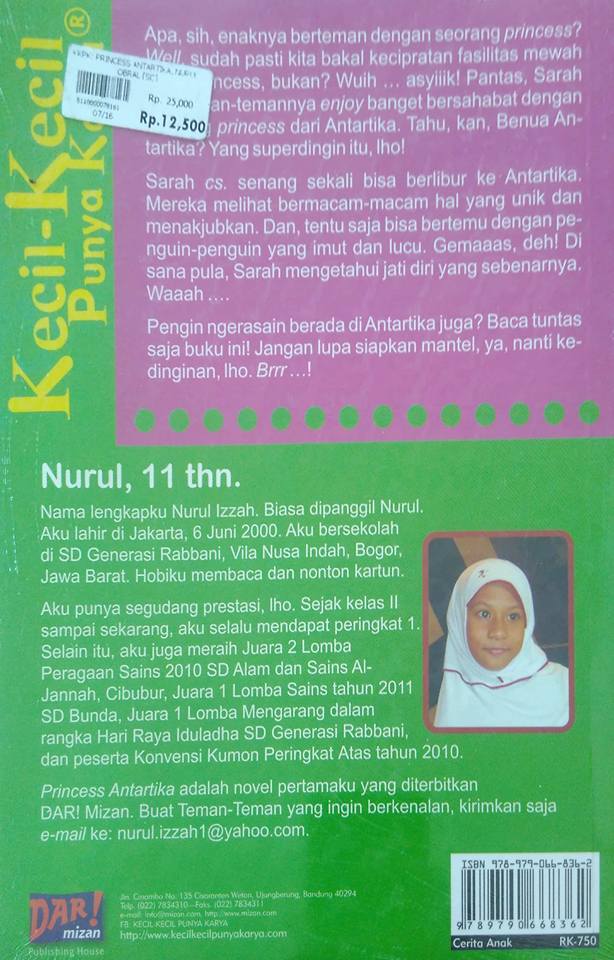 Kecil-Kecil
Punya Ka
®
KKPK: PRINCESS ANTARTIKA, NURUL
OBRAL [SC]
Rp. 25,000
07/16
Rp.12,500
Apa, sih, enaknya berteman dengan seorang princess?
Well, sudah pasti kita bakal kecipratan fasilitas mewah
ncess, bukan? Wuih ... asyiiik! Pantas, Sarah
an-temannya enjoy banget bersahabat dengan
princess dari Antartika. Tahu, kan, Benua An-
tartika? Yang superdingin itu, lho!
Sarah cs. senang sekali bisa berlibur ke Antartika.
Mereka melihat bermacam-macam hal yang unik dan
menakjubkan. Dan, tentu saja bisa bertemu dengan pe-
nguin-penguin yang imut dan lucu. Gemaaas, deh! Di
sana pula, Sarah mengetahui jati diri yang sebenarnya.
Waaah ....
Pengin ngerasain berada di Antartika juga? Baca tuntas
saja buku ini! Jangan lupa siapkan mantel, ya, nanti ke-
dinginan, lho. Brrr ...!
Nurul, 11 thn.
Nama lengkapku Nurul Izzah. Biasa dipanggil Nurul.
Aku lahir di Jakarta, 6 Juni 2000. Aku bersekolah
di SD Generasi Rabbani, Vila Nusa Indah, Bogor,
Jawa Barat. Hobiku membaca dan nonton kartun.
Aku punya segudang prestasi, lho. Sejak kelas II
sampai sekarang, aku selalu mendapat peringkat 1.
Selain itu, aku juga meraih Juara 2 Lomba
Peragaan Sains 2010 SD Alam dan Sains Al-
Jannah, Cibubur, Juara 1 Lomba Sains tahun 2011
SD Bunda, Juara 1 Lomba Mengarang dalam
rangka Hari Raya Iduladha SD Generasi Rabbani,
dan peserta Konvensi Kumon Peringkat Atas tahun 2010.
Princess Antartika adalah novel pertamaku yang diterbitkan
DAR! Mizan. Buat Teman-Teman yang ingin berkenalan, kirimkan saja
e-mail ke: nurul.izzah1@yahoo.com.
DAR!
mizan
Publishing House
Jln. Cinambo No. 135 Cisaranten Wetan, Ujungberung, Bandung 40294
Telp. (022) 7834310—Faks. (022) 7834311
e-mail: info@mizan.com, http://www.mizan.com
FB: KECIL KECIL PUNYA KARYA
http://www.kecilkecilpunyakarya.com
ISBN 978-979-066-836-2
9 789790 668362
Cerita Anak
RK-750